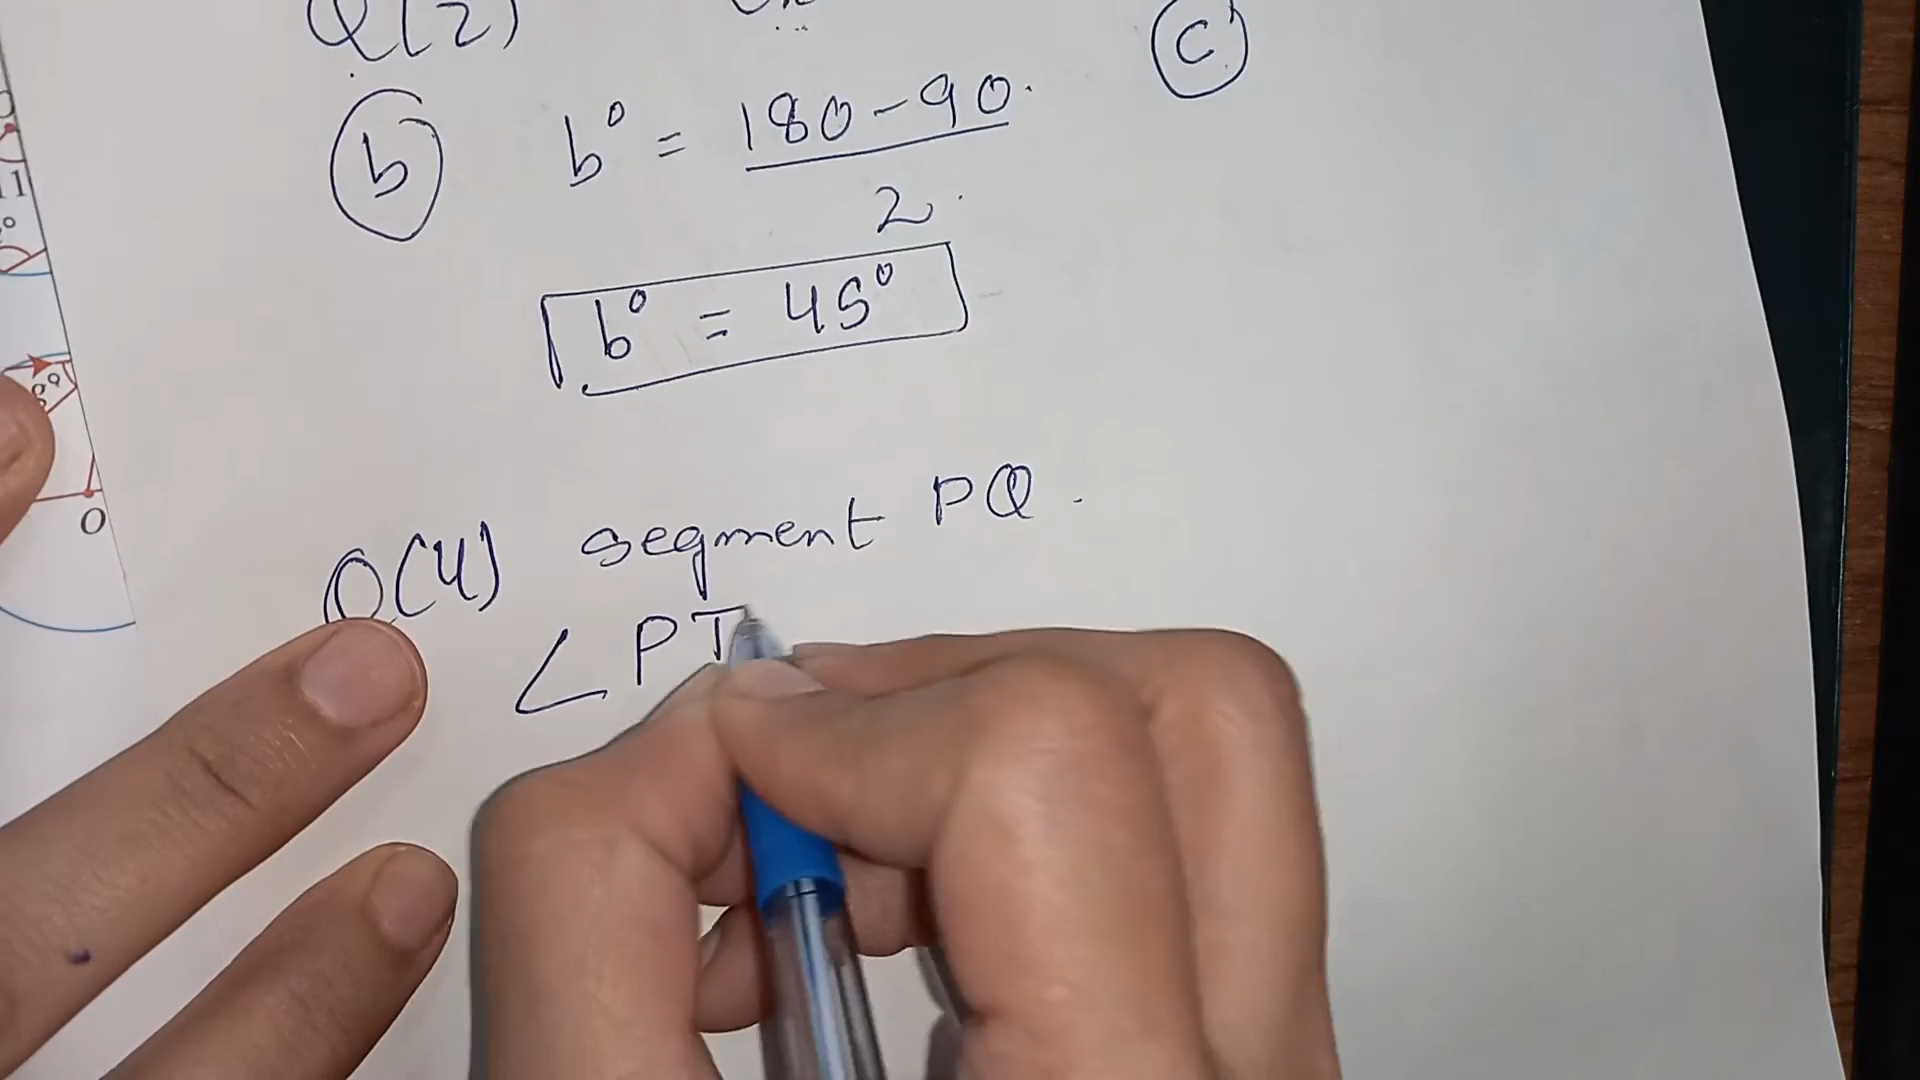 Q(2)
c
b b° = 180 - 90.
2
b° = 45°
Q(4) segment PQ.
∠PT
O